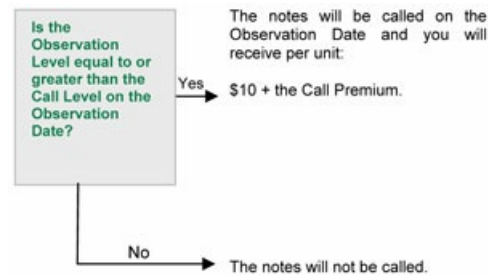 Is the
Observation
Level equal to or
greater than the
Call Level on the
Observation
Date?
Yes
The notes will be called on the
Observation Date and you will
receive per unit:
$10 + the Call Premium.
No
The notes will not be called.